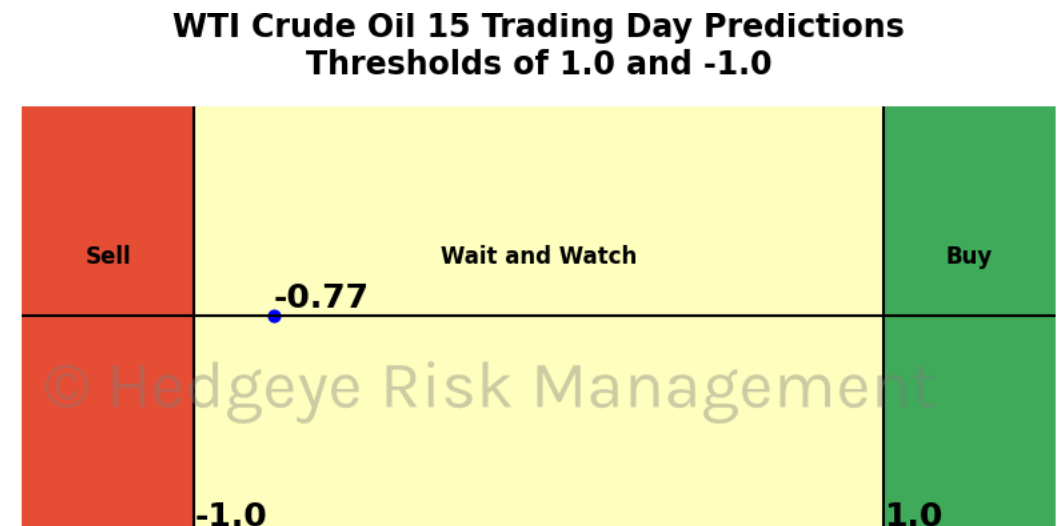 WTI Crude Oil 15 Trading Day Predictions
Thresholds of 1.0 and -1.0
Sell
Wait and Watch
Buy
-0.77
© Hedgeye Risk Management
-1.0
1.0